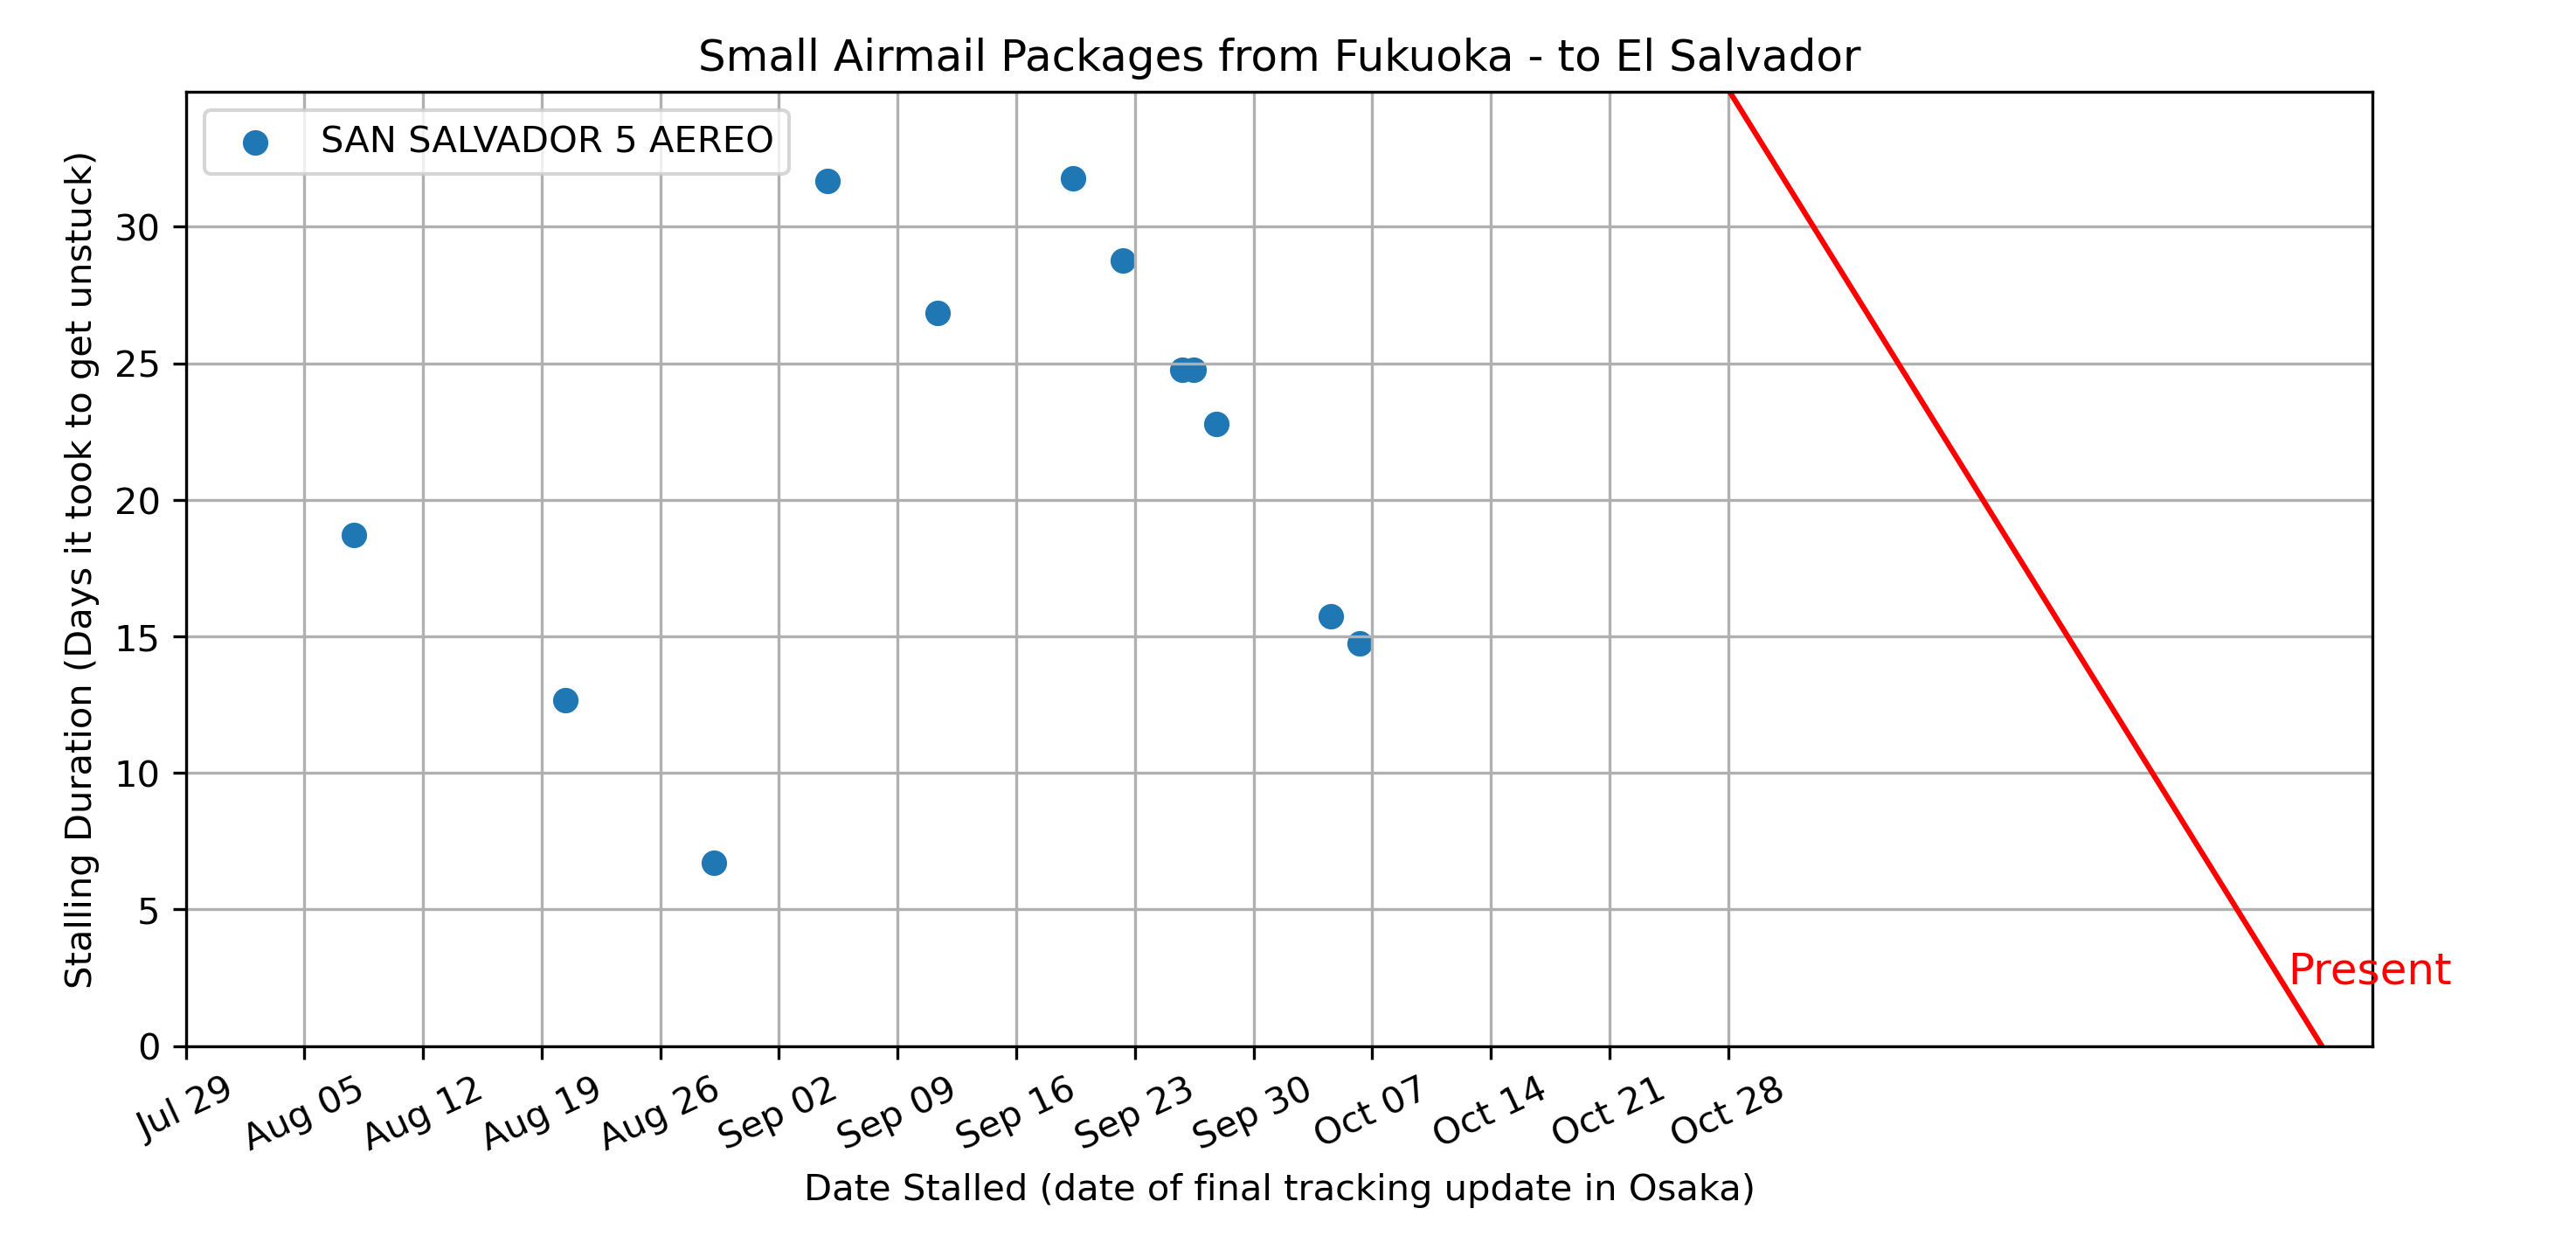 Small Airmail Packages from Fukuoka - to El Salvador
SAN SALVADOR 5 AEREO
Stalling Duration (Days it took to get unstuck)
30
25
20
15
10
5
0
Present
Jul 29
Aug 05
Aug 12
Aug 19
Aug 26
Sep 02
Sep 09
Sep 16
Sep 23
Sep 30
Oct 07
Oct 14
Oct 21
Oct 28
Date Stalled (date of final tracking update in Osaka)